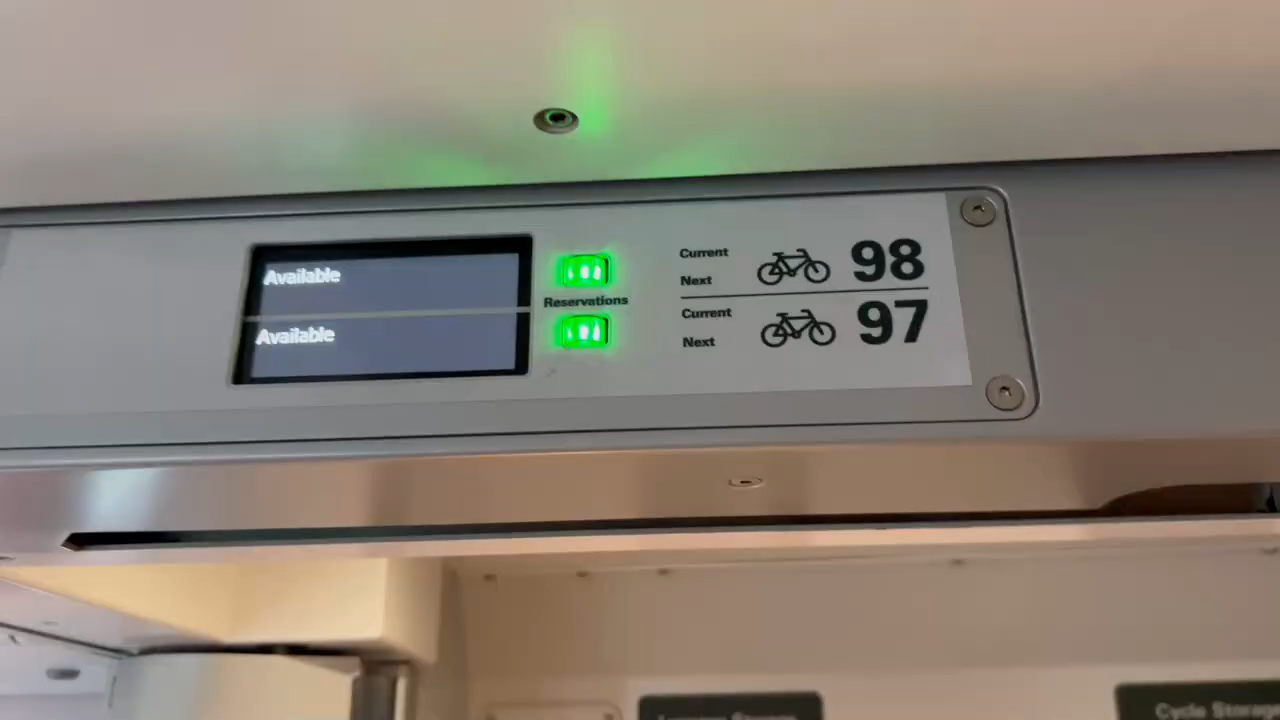 Available
Available
Reservations
Current
Next
98
Current
Next
97
Cycle Storage